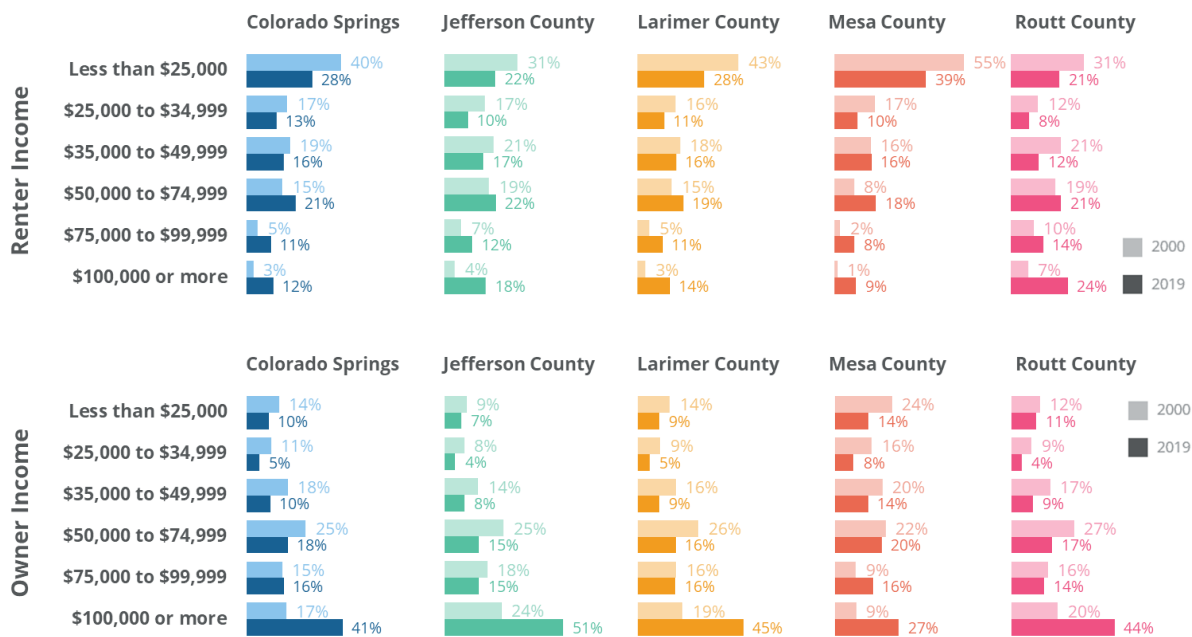 Colorado Springs Jefferson County Larimer County Mesa County Routt County
Renter Income
Less than $25,000 40% 31% 43% 55% 31%
28% 22% 28% 39% 21%
$25,000 to $34,999 17% 17% 16% 17% 12%
13% 10% 11% 10% 8%
$35,000 to $49,999 19% 21% 18% 16% 21%
16% 17% 16% 16% 12%
$50,000 to $74,999 15% 19% 15% 8% 19%
21% 22% 19% 18% 21%
$75,000 to $99,999 5% 7% 5% 2% 10%
11% 12% 11% 8% 14%
$100,000 or more 3% 4% 3% 1% 7%
12% 18% 14% 9% 24%
2000
2019
Colorado Springs Jefferson County Larimer County Mesa County Routt County
Owner Income
Less than $25,000 14% 9% 14% 24% 12%
10% 7% 9% 14% 11%
$25,000 to $34,999 11% 8% 9% 16% 9%
5% 4% 5% 8% 4%
$35,000 to $49,999 18% 14% 16% 20% 17%
10% 8% 9% 14% 9%
$50,000 to $74,999 25% 25% 26% 22% 27%
18% 15% 16% 20% 17%
$75,000 to $99,999 15% 18% 16% 9% 16%
16% 15% 16% 16% 14%
$100,000 or more 17% 24% 19% 9% 20%
41% 51% 45% 27% 44%
2000
2019